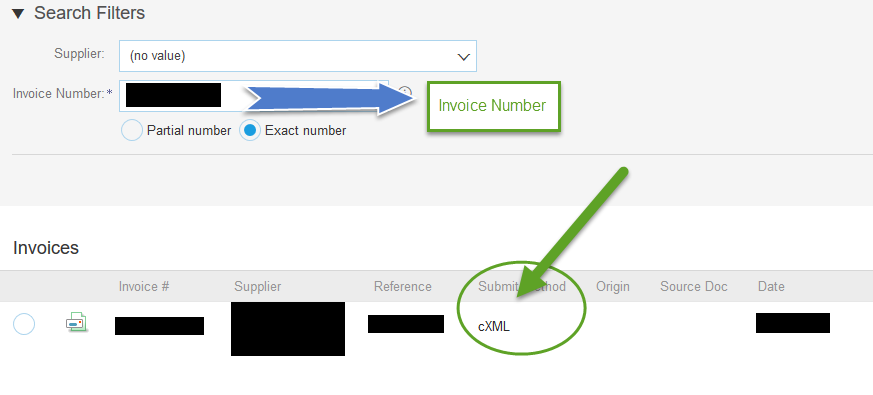 Search Filters
Supplier: (no value)
Invoice Number:*
Invoice Number
Partial number Exact number
Invoices
Invoice # Supplier Reference Submit Method Origin Source Doc Date
cXML